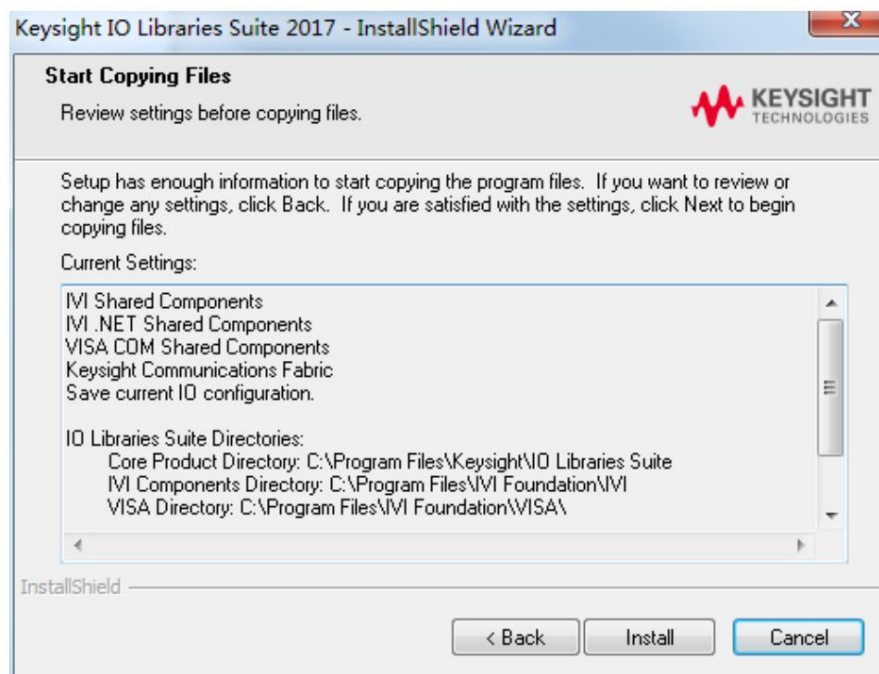 Keysight IO Libraries Suite 2017 - InstallShield Wizard
Start Copying Files
Review settings before copying files.
KEYSIGHT
TECHNOLOGIES
Setup has enough information to start copying the program files.  If you want to review or
change any settings, click Back.  If you are satisfied with the settings, click Next to begin
copying files.
Current Settings:
IVI Shared Components
IVI .NET Shared Components
VISA COM Shared Components
Keysight Communications Fabric
Save current IO configuration.
IO Libraries Suite Directories:
Core Product Directory: C:\Program Files\Keysight\IO Libraries Suite
IVI Components Directory: C:\Program Files\IVI Foundation\IVI
VISA Directory: C:\Program Files\IVI Foundation\VISA\
InstallShield
< Back
Install
Cancel